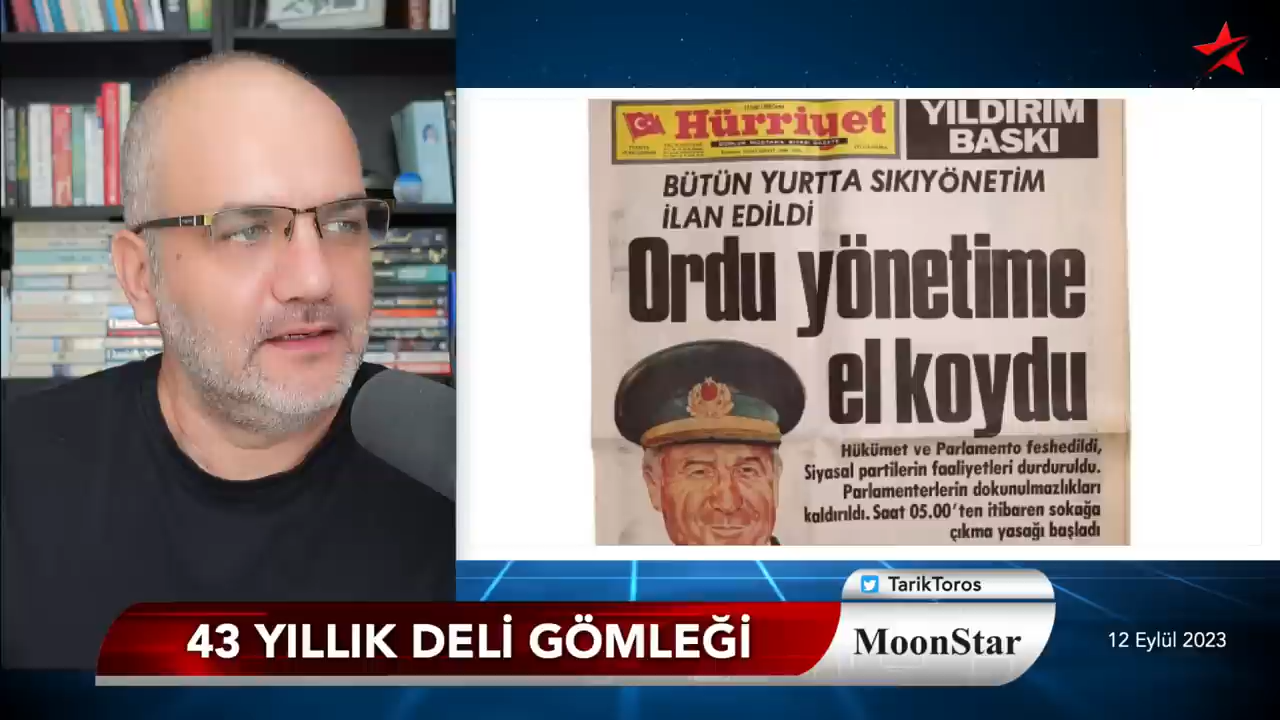 Hürriyet
YILDIRIM
BASKI
BÜTÜN YURTTA SIKIYÖNETİM
İLAN EDİLDİ
Ordu yönetime
el koydu
Hükümet ve Parlamento feshedildi,
Siyasal partilerin faaliyetleri durduruldu.
Parlamenterlerin dokunulmazlıkları
kaldırıldı. Saat 05.00'ten itibaren sokağa
çıkma yasağı başladı
TarikToros
43 YILLIK DELİ GÖMLEĞİ
MoonStar
12 Eylül 2023